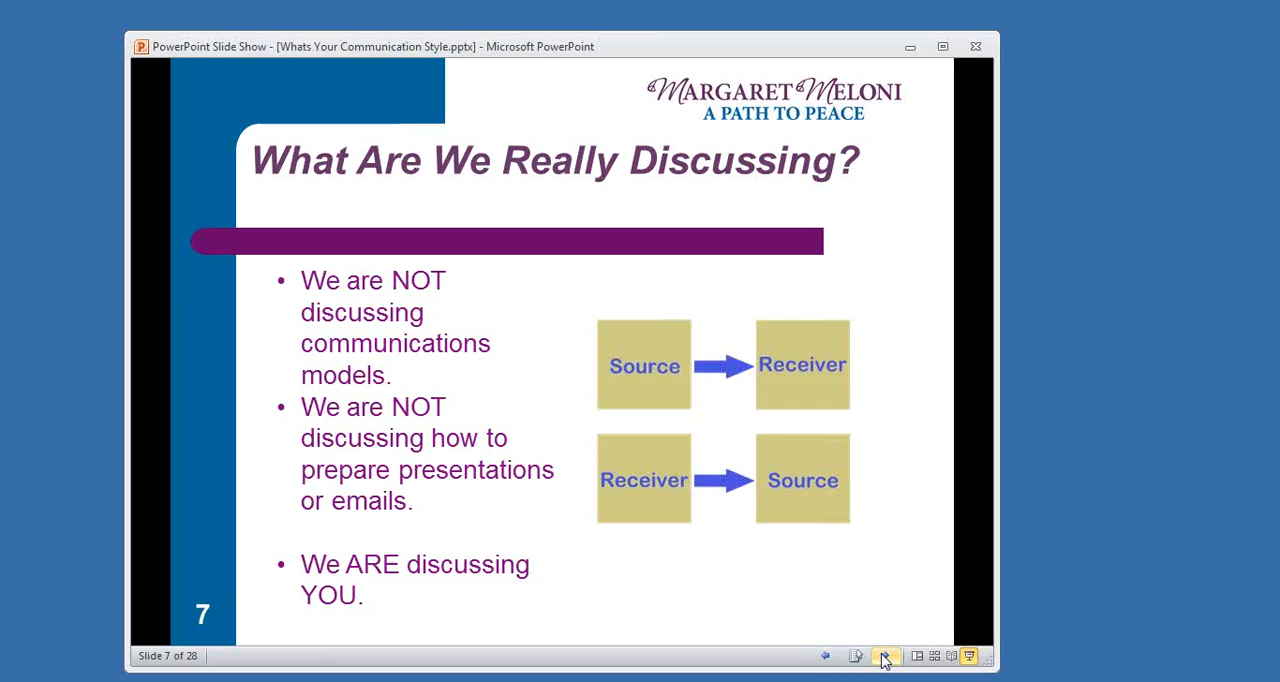 PowerPoint Slide Show - [Whats Your Communication Style.pptx] - Microsoft PowerPoint
MARGARET MELONI
A PATH TO PEACE
What Are We Really Discussing?
• We are NOT
discussing
communications
models.
• We are NOT
discussing how to
prepare presentations
or emails.
• We ARE discussing
YOU.
Source
Receiver
Receiver
Source
7
Slide 7 of 28